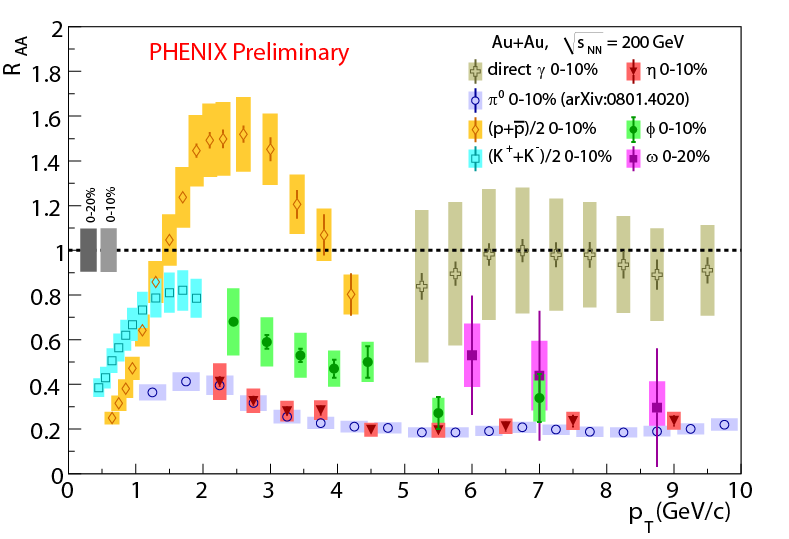 PHENIX Preliminary
Au+Au, √sNN = 200 GeV
direct γ 0-10%
η 0-10%
π⁰ 0-10% (arXiv:0801.4020)
(p+p̅)/2 0-10%
ϕ 0-10%
(K⁺+K⁻)/2 0-10%
ω 0-20%
RAA
2
1.8
1.6
1.4
1.2
1
0.8
0.6
0.4
0.2
0
0-20%
0-10%
0 1 2 3 4 5 6 7 8 9 10
pT(GeV/c)